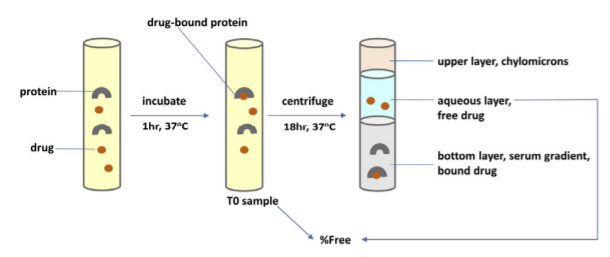 drug-bound protein
protein
drug
incubate
1hr, 37°C
centrifuge
18hr, 37°C
T0 sample
upper layer, chylomicrons
aqueous layer,
free drug
bottom layer, serum gradient,
bound drug
%Free